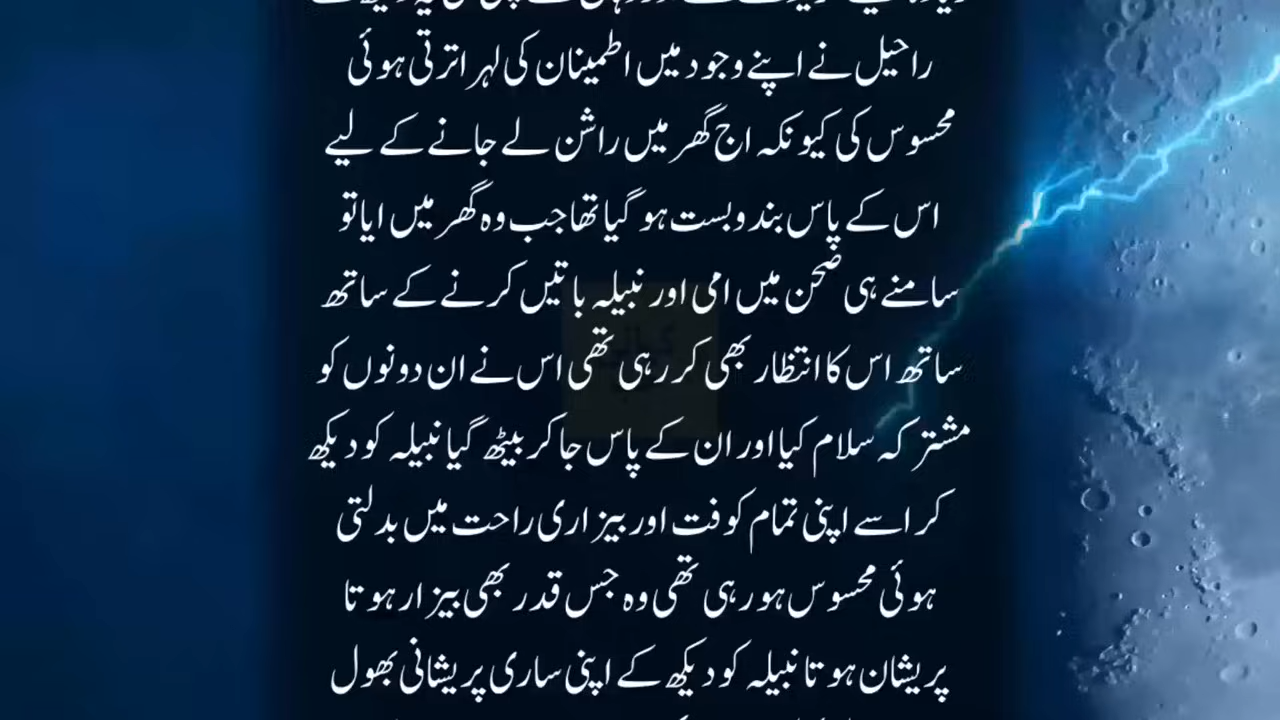 راحیل نے اپنے وجود میں اطمینان کی لہر اترتی ہوئی
محسوس کی کیونکہ اج گھر میں راشن لے جانے کے لیے
اس کے پاس بندوبست ہو گیا تھا جب وہ گھر میں ایا تو
سامنے ہی صحن میں امی اور نبیلہ باتیں کرنے کے ساتھ
ساتھ اس کا انتظار بھی کر رہی تھی اس نے ان دونوں کو
مشترکہ سلام کیا اور ان کے پاس جا کر بیٹھ گیا نبیلہ کو دیکھ
کر اسے اپنی تمام کوفت اور بیزاری راحت میں بدلتی
ہوئی محسوس ہو رہی تھی وہ جس قدر بھی بیزار ہوتا
پریشان ہوتا نبیلہ کو دیکھ کے اپنی ساری پریشانی بھول